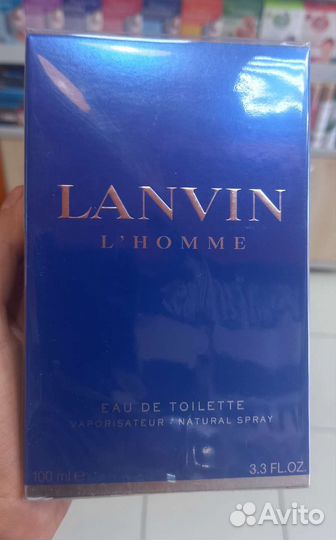 LANVIN
L'HOMME
EAU DE TOILETTE
VAPORISATEUR / NATURAL SPRAY
100 ml e 3.3 FL.OZ.
Avito